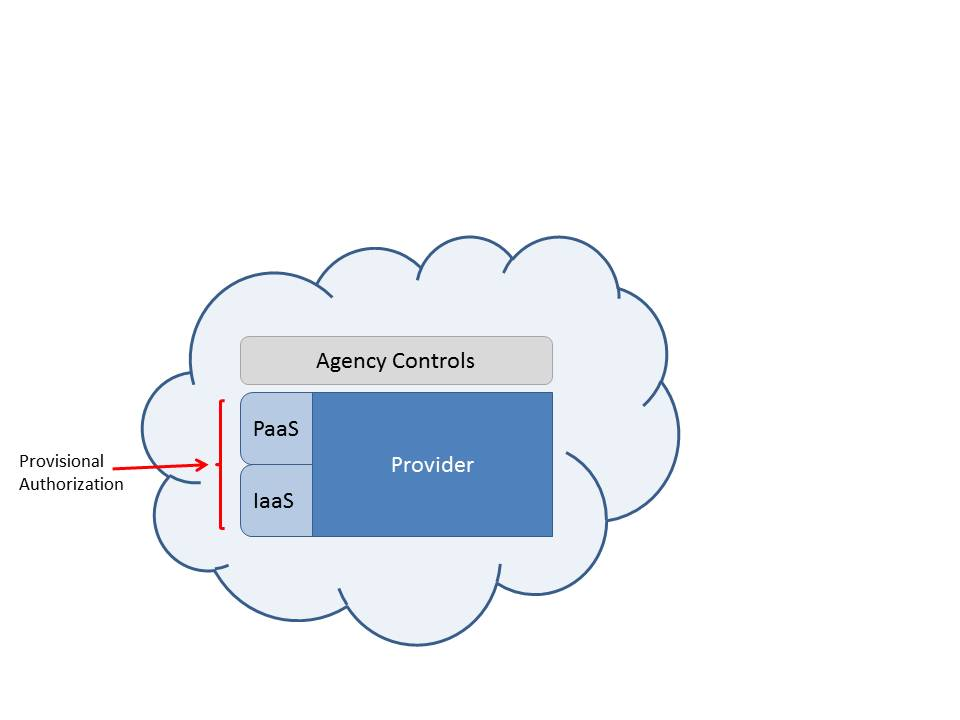 Agency Controls
PaaS
Provider
IaaS
Provisional
Authorization